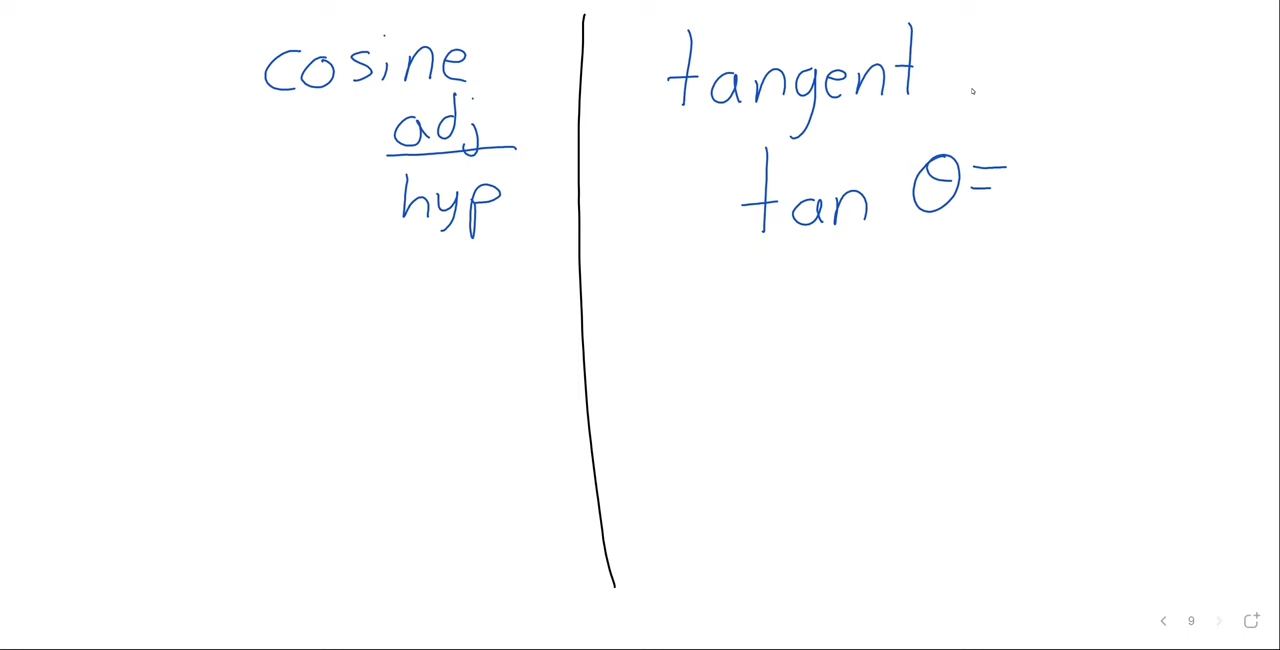 cosine
adj
hyp
tangent
tan θ=
9